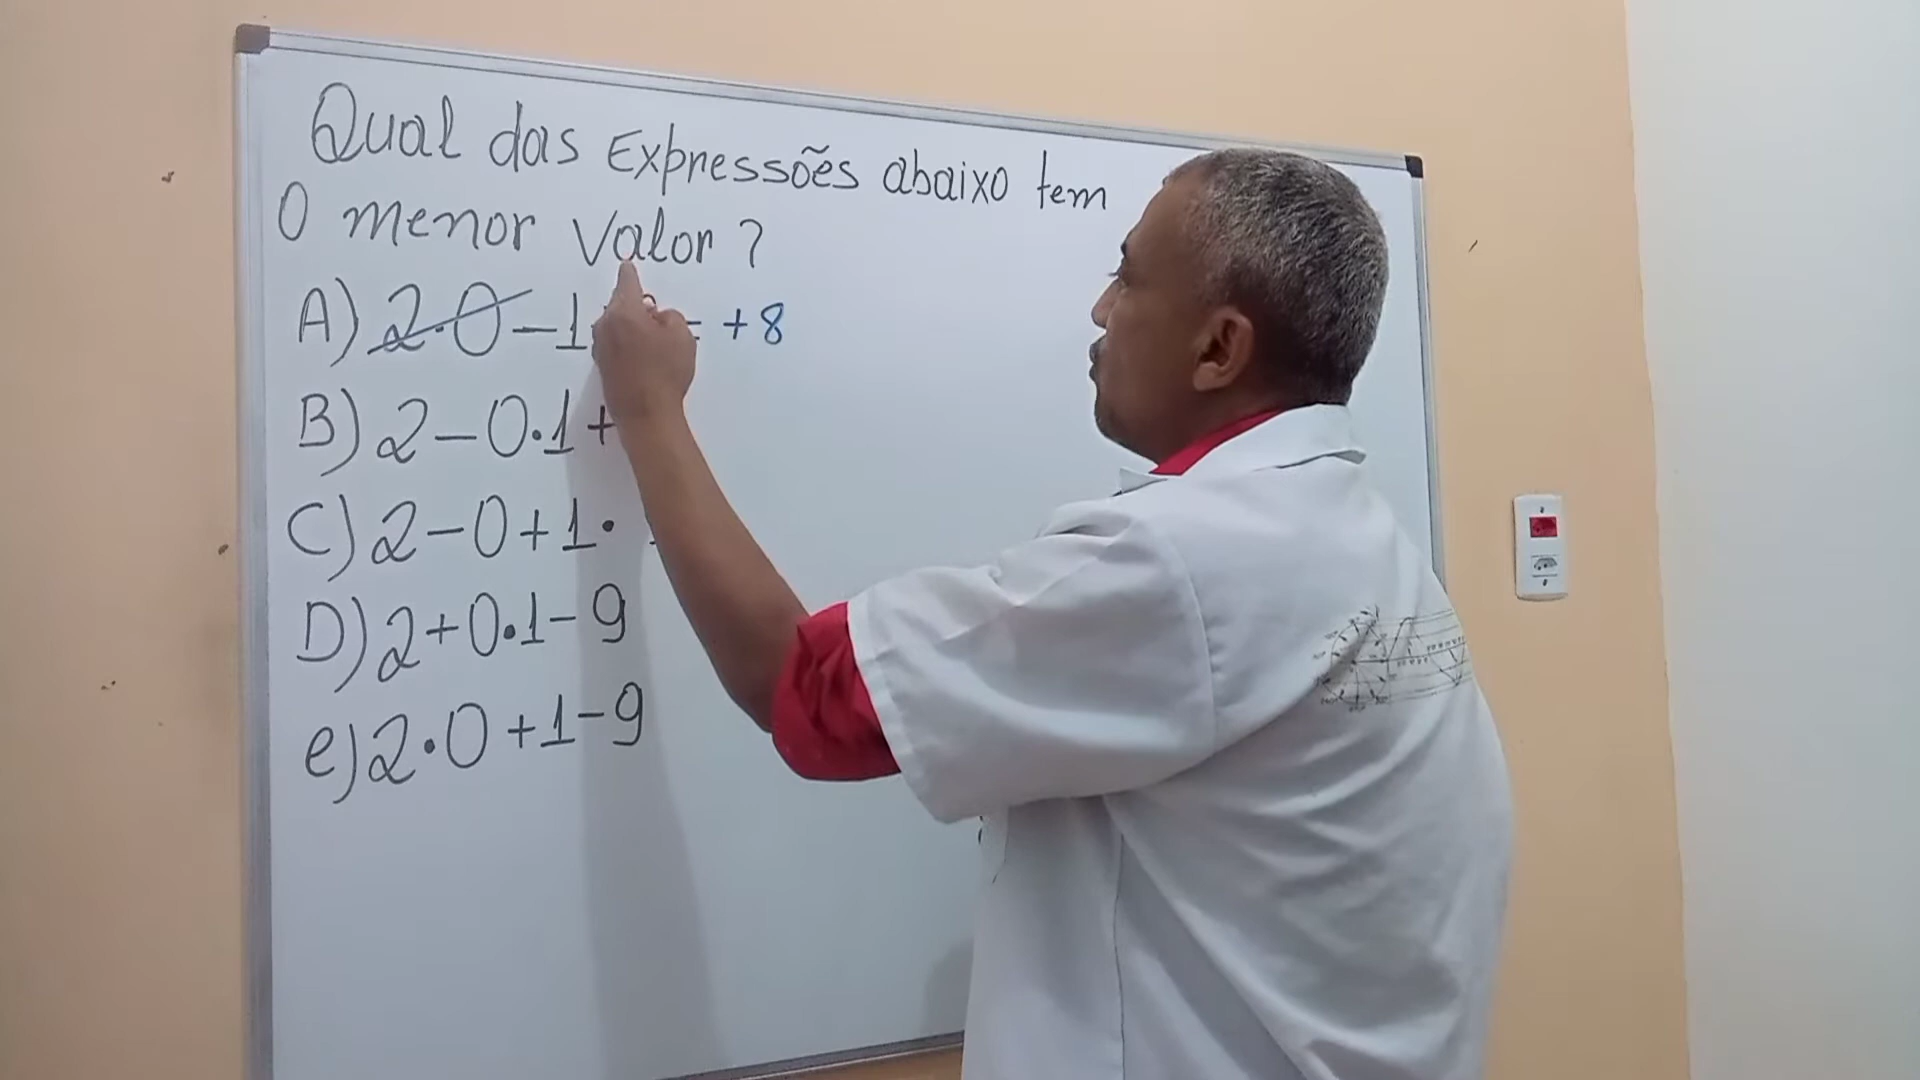 Qual das Expressões abaixo tem
O menor Valor ?
A) 2·0-1 = +8
B) 2-0·1+
C) 2-0+1·
D) 2+0·1-9
e) 2·0+1-9